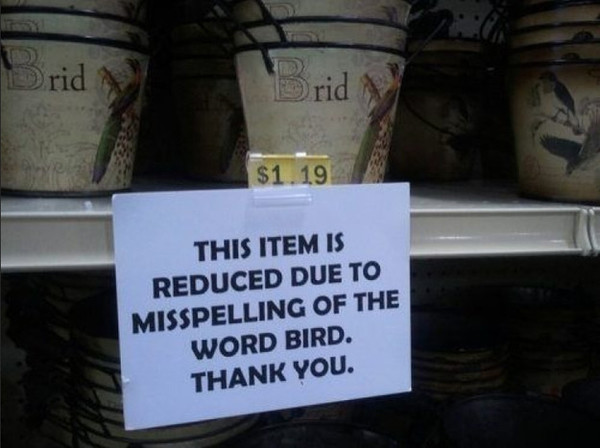 Brid
Brid
$1.19
THIS ITEM IS
REDUCED DUE TO
MISSPELLING OF THE
WORD BIRD.
THANK YOU.